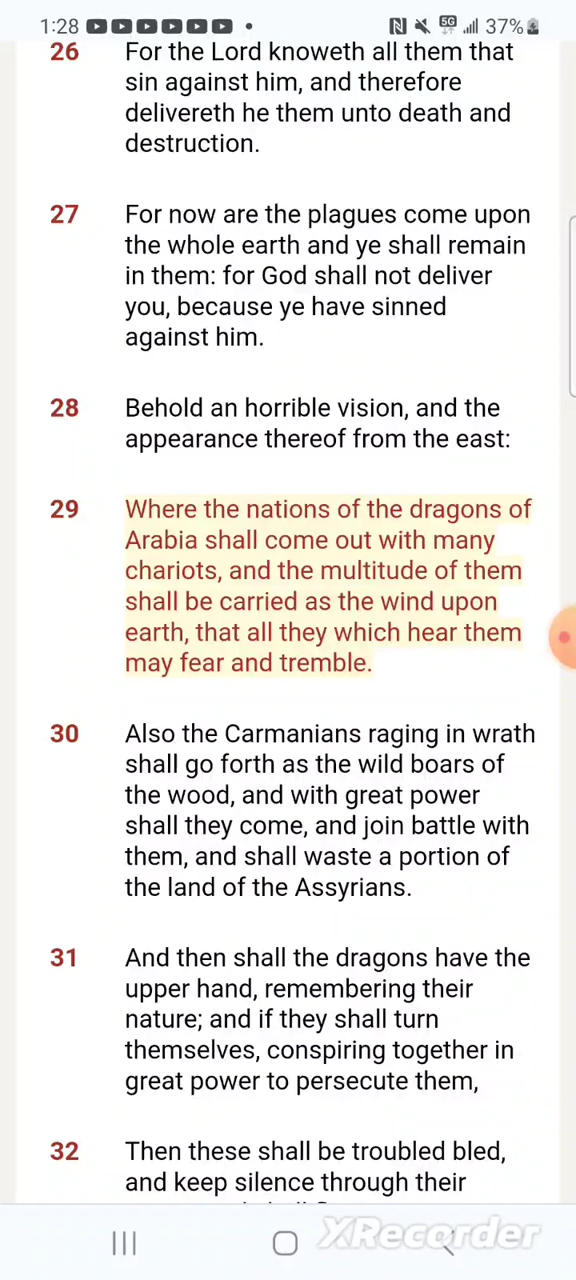 1:28
5G
37%
26 For the Lord knoweth all them that
sin against him, and therefore
delivereth he them unto death and
destruction.
27 For now are the plagues come upon
the whole earth and ye shall remain
in them: for God shall not deliver
you, because ye have sinned
against him.
28 Behold an horrible vision, and the
appearance thereof from the east:
29 Where the nations of the dragons of
Arabia shall come out with many
chariots, and the multitude of them
shall be carried as the wind upon
earth, that all they which hear them
may fear and tremble.
30 Also the Carmanians raging in wrath
shall go forth as the wild boars of
the wood, and with great power
shall they come, and join battle with
them, and shall waste a portion of
the land of the Assyrians.
31 And then shall the dragons have the
upper hand, remembering their
nature; and if they shall turn
themselves, conspiring together in
great power to persecute them,
32 Then these shall be troubled bled,
and keep silence through their
XRecorder